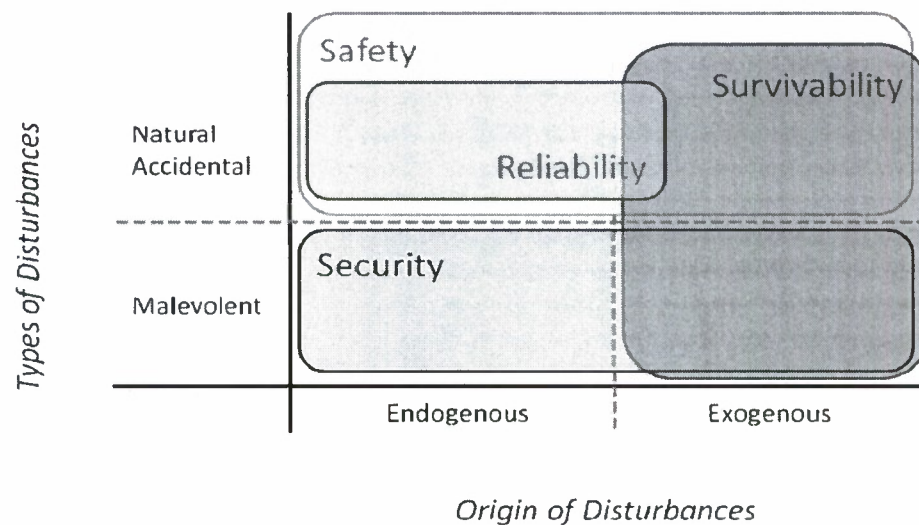 Safety
Survivability
Natural
Accidental
Reliability
Types of Disturbances
Security
Malevolent
Endogenous
Exogenous
Origin of Disturbances